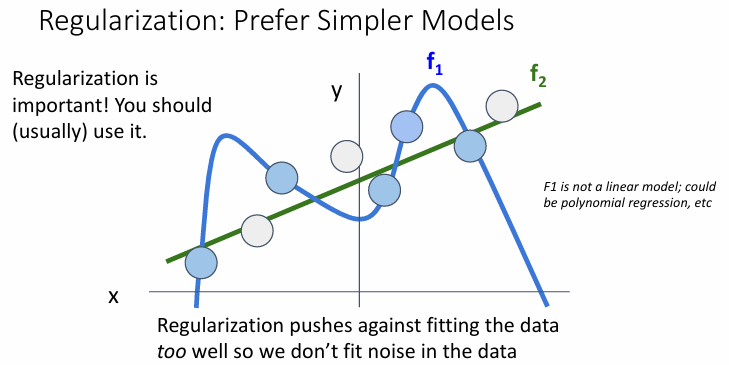 Regularization: Prefer Simpler Models
Regularization is
important! You should
(usually) use it.
y
f1
f2
F1 is not a linear model; could
be polynomial regression, etc
x
Regularization pushes against fitting the data
too well so we don't fit noise in the data